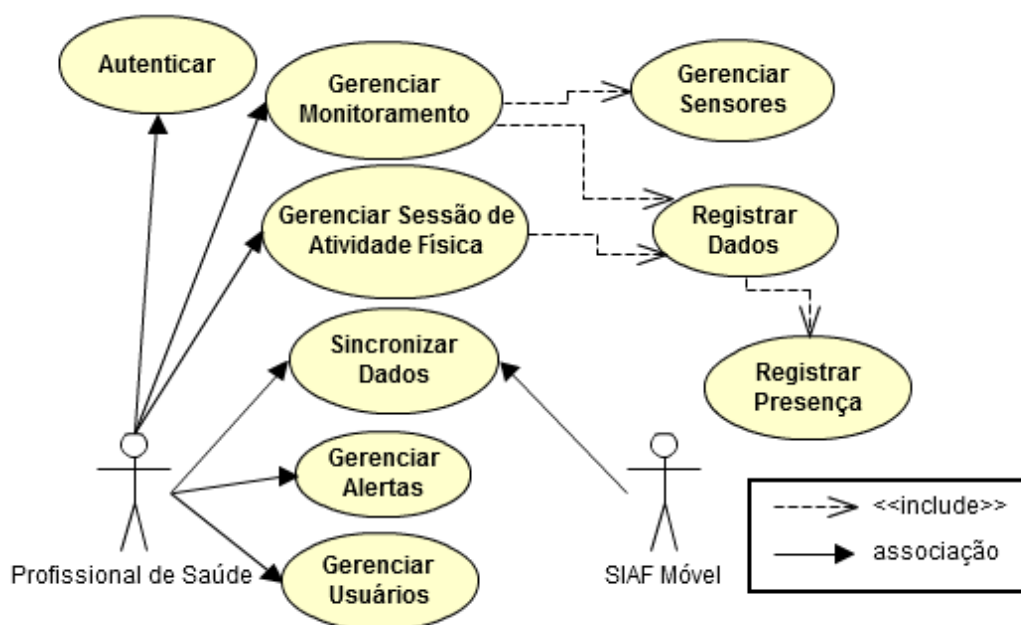 Autenticar
Gerenciar
Monitoramento
Gerenciar
Sensores
Gerenciar Sessão de
Atividade Física
Registrar
Dados
Sincronizar
Dados
Registrar
Presença
Gerenciar
Alertas
Gerenciar
Usuários
Profissional de Saúde
SIAF Móvel
<<include>>
associação